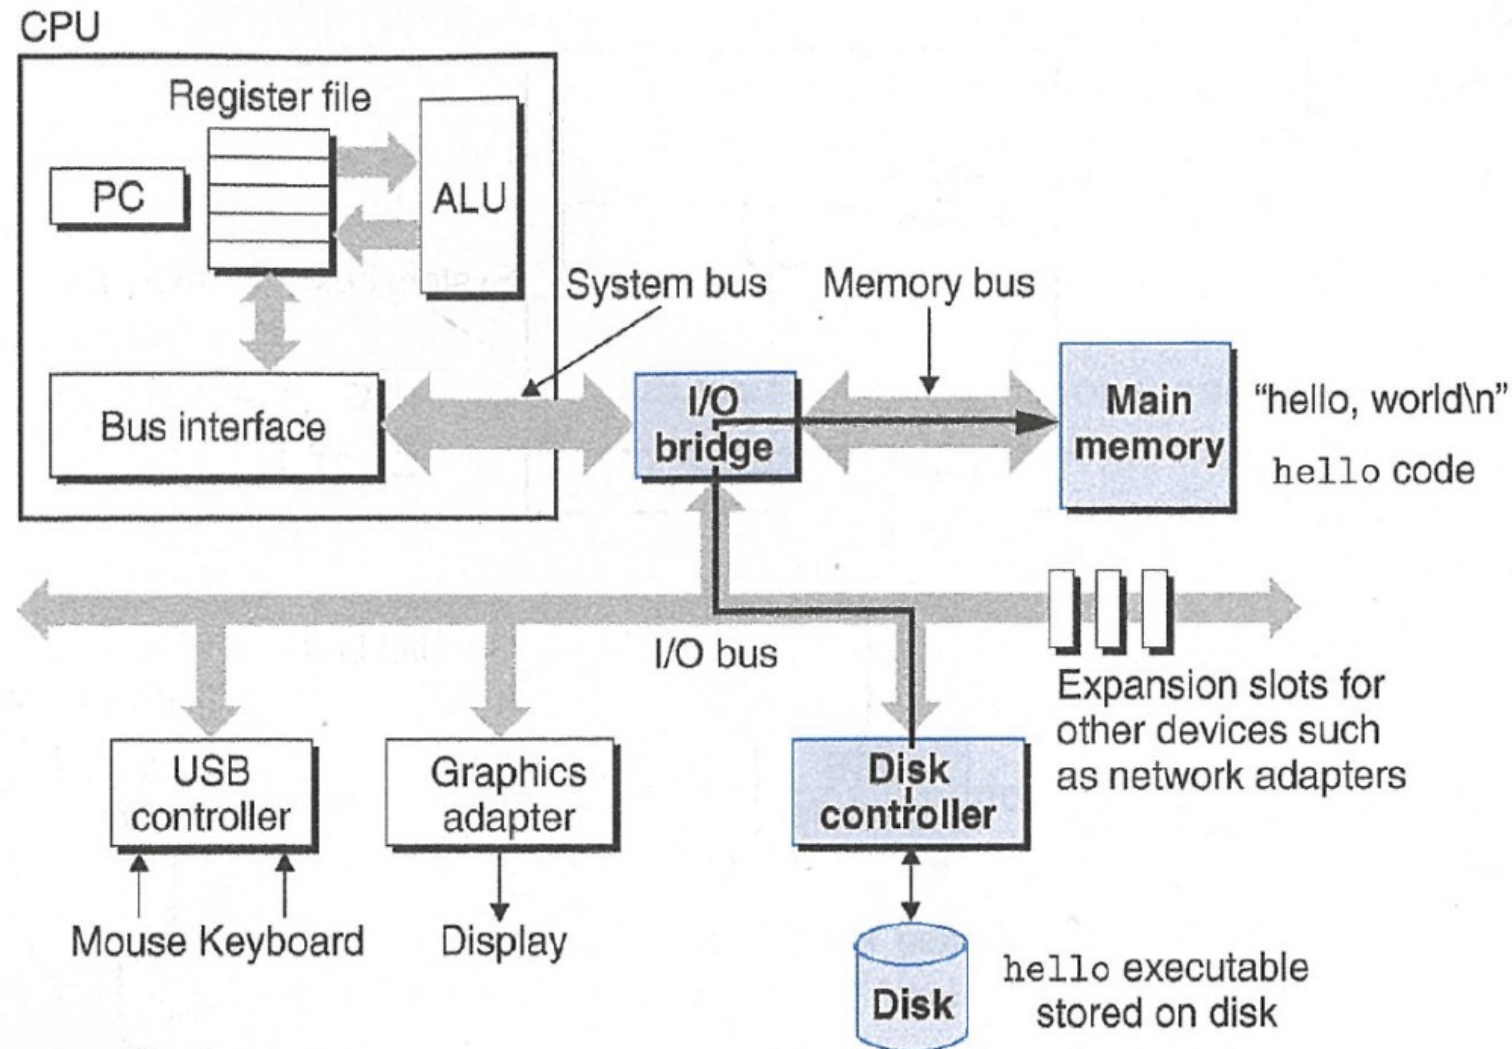 CPU
Register file
PC
ALU
System bus
Memory bus
Bus interface
I/O
bridge
Main
memory
"hello, world\n"
hello code
I/O bus
Expansion slots for
other devices such
as network adapters
USB
controller
Graphics
adapter
Disk
controller
Mouse Keyboard
Display
Disk
hello executable
stored on disk